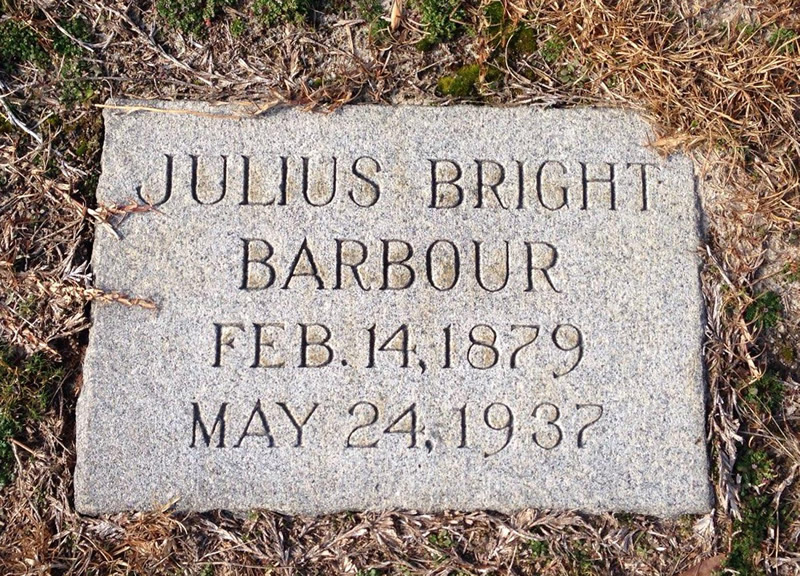 JULIUS BRIGHT
BARBOUR
FEB. 14, 1879
MAY 24, 1937